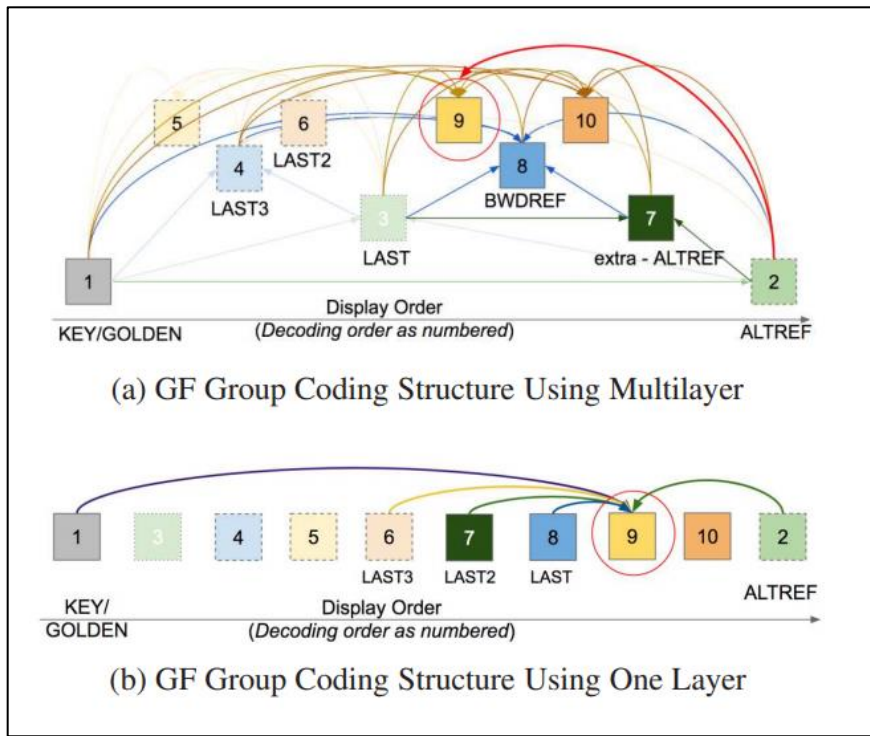 5
6
9
10
4
LAST2
8
LAST3
BWDREF
3
7
LAST
extra - ALTREF
1
2
Display Order
KEY/GOLDEN
(Decoding order as numbered)
ALTREF
(a) GF Group Coding Structure Using Multilayer
1
3
4
5
6
7
8
9
10
2
LAST3
LAST2
LAST
ALTREF
KEY/
GOLDEN
Display Order
(Decoding order as numbered)
(b) GF Group Coding Structure Using One Layer